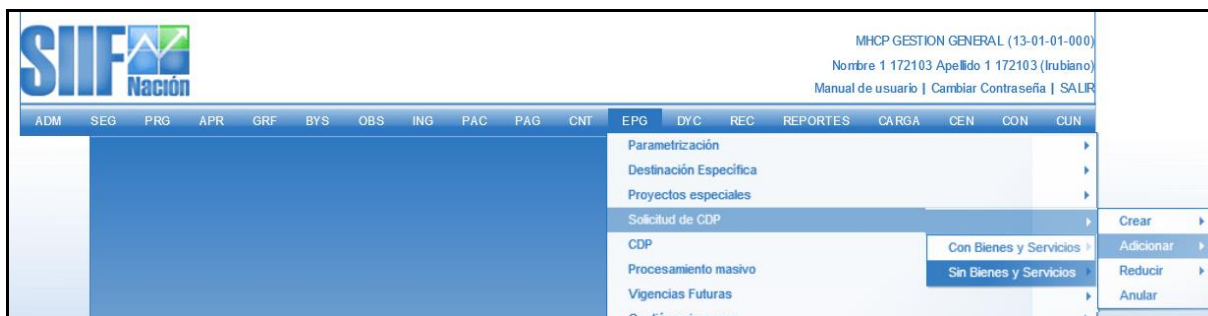 SIIF
Nación
MHCP GESTION GENERAL (13-01-01-000)
Nombre 1 172103 Apellido 1 172103 (lrubiano)
Manual de usuario | Cambiar Contraseña | SALIR
ADM SEG PRG APR GRF BYS OBS ING PAC PAG CNT EPG DYC REC REPORTES CARGA CEN CON CUN
Parametrización
Destinación Específica
Proyectos especiales
Solicitud de CDP
Crear
CDP
Con Bienes y Servicios
Adicionar
Procesamiento masivo
Sin Bienes y Servicios
Reducir
Vigencias Futuras
Anular